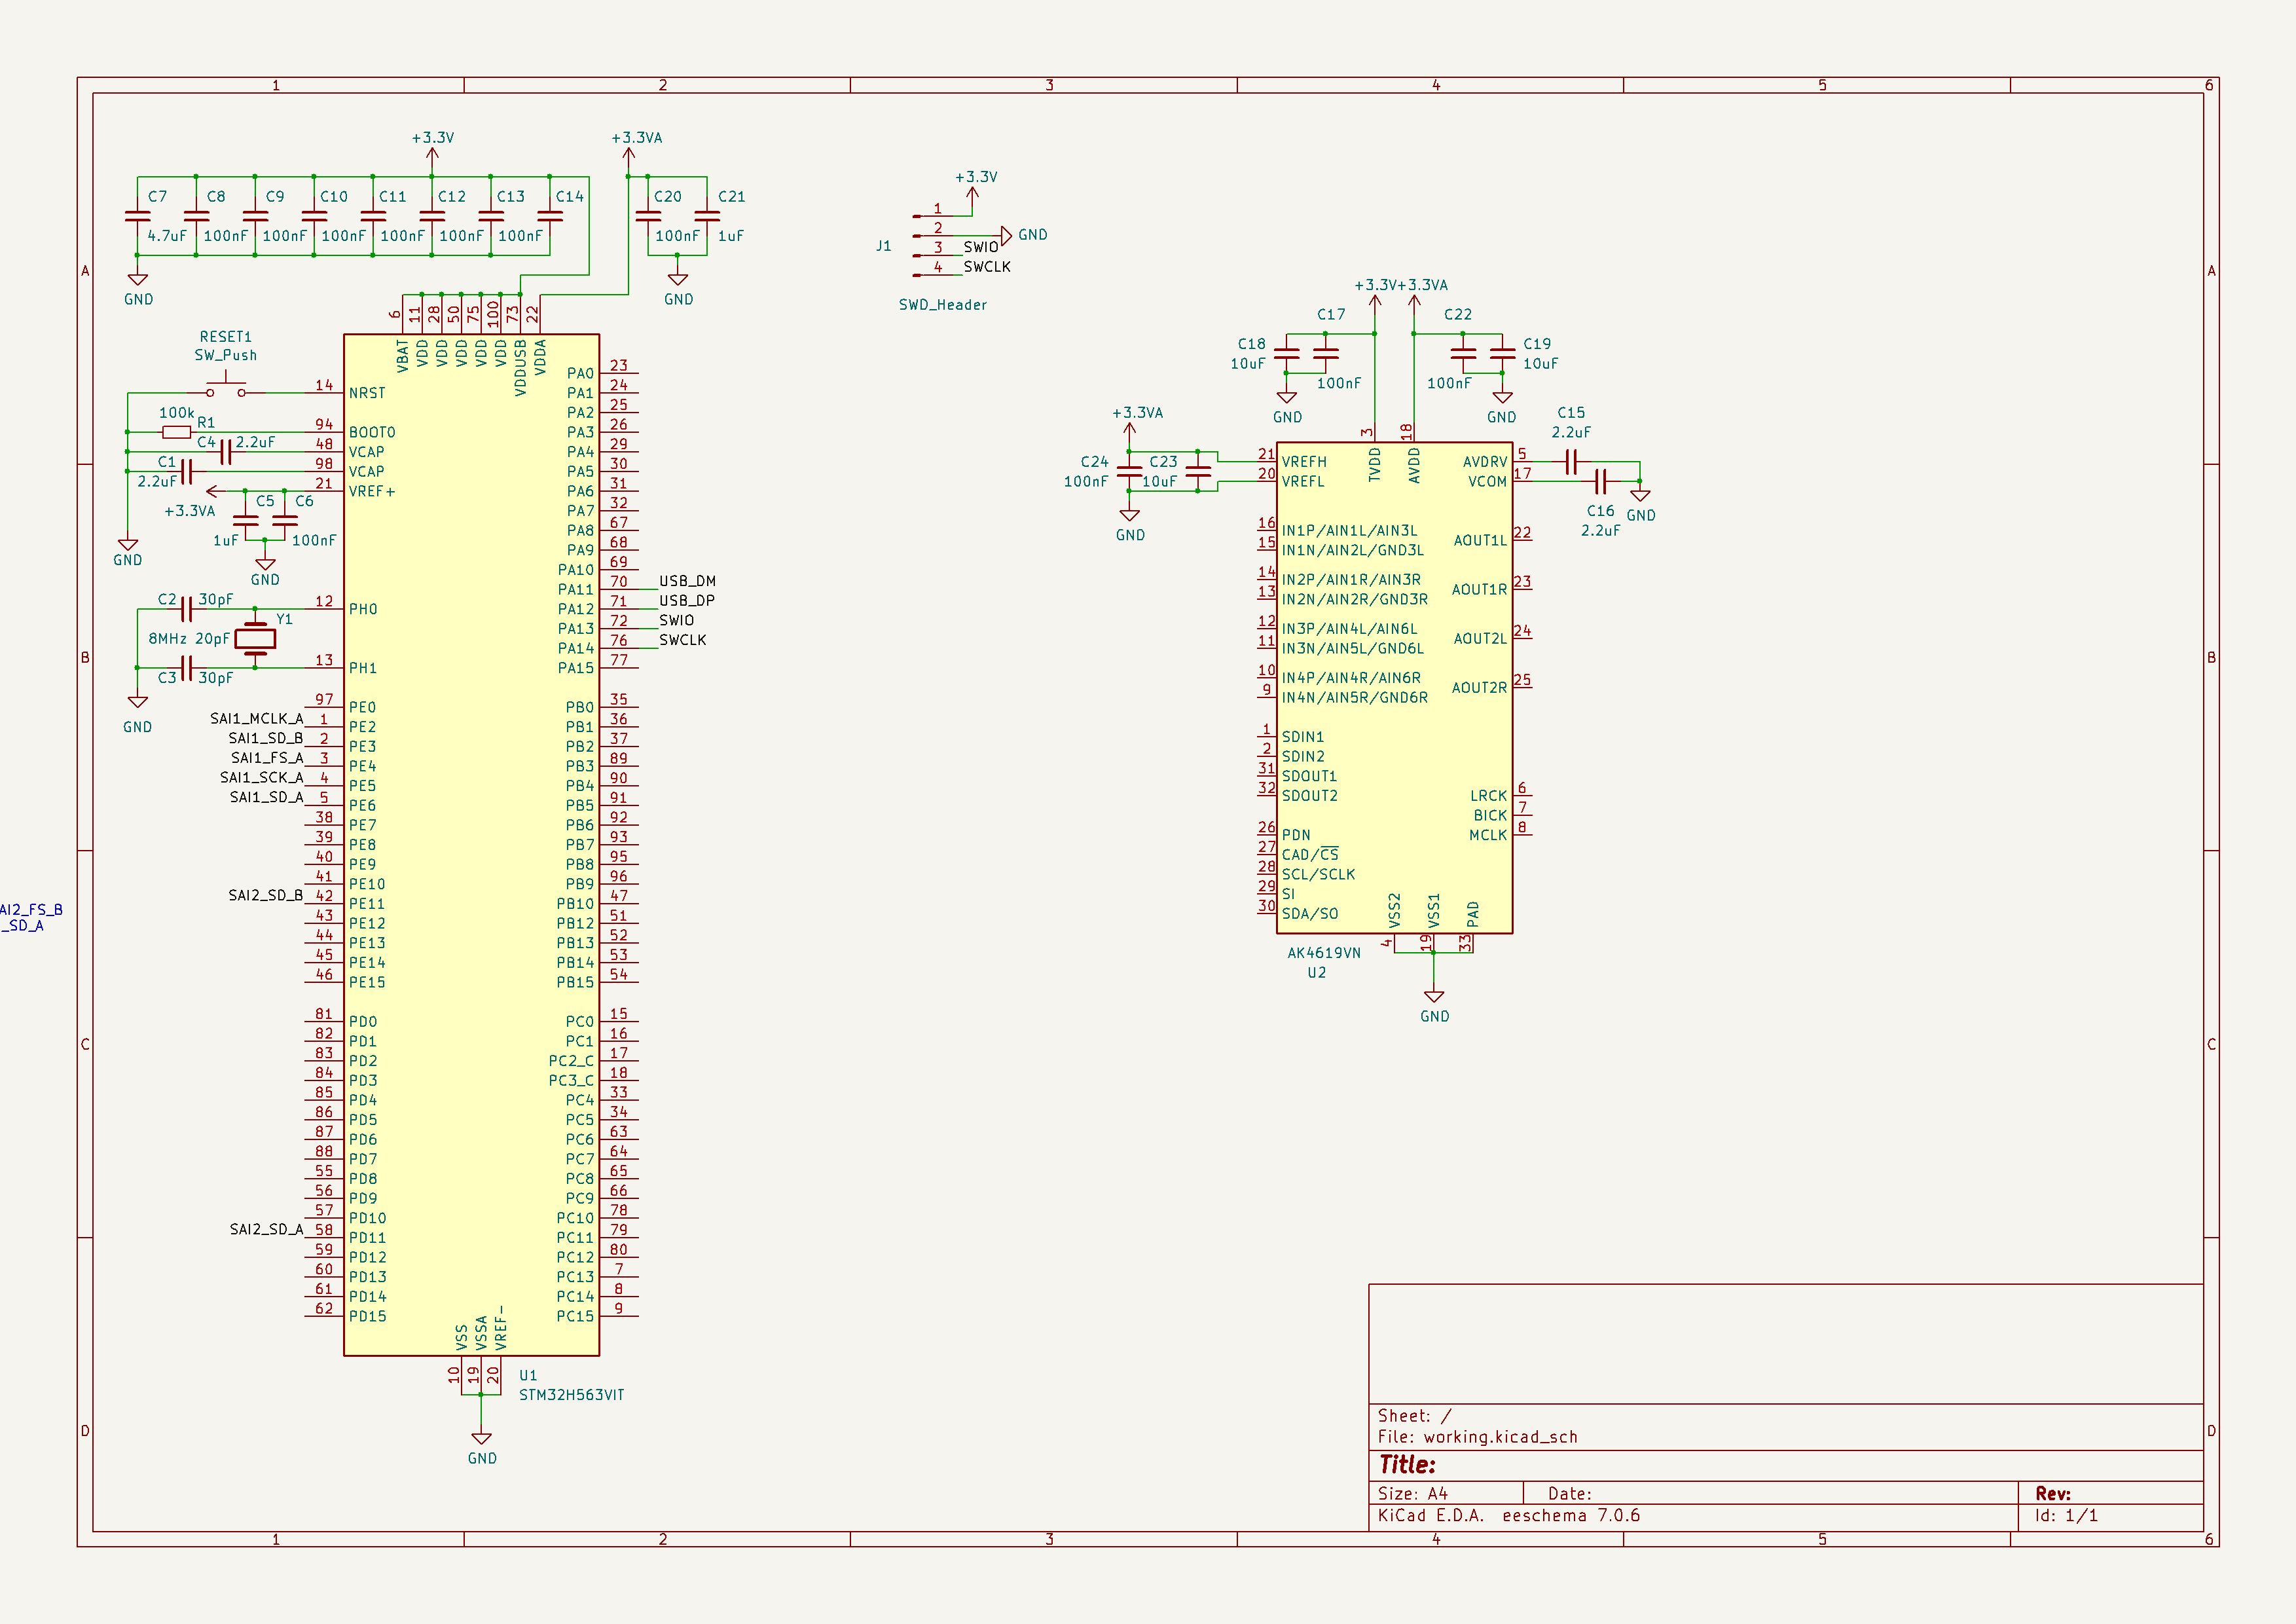 1 2 3 4 5 6
A
B
C
D
+3.3V
C7 C8 C9 C10 C11 C12 C13 C14
4.7uF 100nF 100nF 100nF 100nF 100nF 100nF
GND
+3.3VA
C20 C21
100nF 1uF
GND
+3.3V
1
2 GND
3 SWIO
4 SWCLK
J1
SWD_Header
RESET1
SW_Push
100k
R1
C4 2.2uF
C1
2.2uF
+3.3VA
C5 C6
1uF 100nF
GND
GND
C2 30pF
Y1
8MHz 20pF
C3 30pF
GND
6 11 28 50 75 100 73 22
VBAT VDD VDD VDD VDD VDD VDDUSB VDDA
14 NRST
94 BOOT0
48 VCAP
98 VCAP
21 VREF+
12 PH0
13 PH1
97 PE0
SAI1_MCLK_A 1 PE2
SAI1_SD_B 2 PE3
SAI1_FS_A 3 PE4
SAI1_SCK_A 4 PE5
SAI1_SD_A 5 PE6
38 PE7
39 PE8
40 PE9
41 PE10
SAI2_SD_B 42 PE11
43 PE12
44 PE13
45 PE14
46 PE15
81 PD0
82 PD1
83 PD2
84 PD3
85 PD4
86 PD5
87 PD6
88 PD7
55 PD8
56 PD9
57 PD10
SAI2_SD_A 58 PD11
59 PD12
60 PD13
61 PD14
62 PD15
PA0 23
PA1 24
PA2 25
PA3 26
PA4 29
PA5 30
PA6 31
PA7 32
PA8 67
PA9 68
PA10 69
PA11 70 USB_DM
PA12 71 USB_DP
PA13 72 SWIO
PA14 76 SWCLK
PA15 77
PB0 35
PB1 36
PB2 37
PB3 89
PB4 90
PB5 91
PB6 92
PB7 93
PB8 95
PB9 96
PB10 47
PB12 51
PB13 52
PB14 53
PB15 54
PC0 15
PC1 16
PC2_C 17
PC3_C 18
PC4 33
PC5 34
PC6 63
PC7 64
PC8 65
PC9 66
PC10 78
PC11 79
PC12 80
PC13 7
PC14 8
PC15 9
VSS VSSA VREF-
10 19 20
U1
STM32H563VIT
GND
AI2_FS_B
_SD_A
+3.3V +3.3VA
C17 C22
C18 C19
10uF 10uF
100nF 100nF
GND GND
+3.3VA
C24 C23
100nF 10uF
GND
C15
2.2uF
C16
2.2uF
GND
3 18
TVDD AVDD
21 VREFH
20 VREFL
16 IN1P/AIN1L/AIN3L
15 IN1N/AIN2L/GND3L
14 IN2P/AIN1R/AIN3R
13 IN2N/AIN2R/GND3R
12 IN3P/AIN4L/AIN6L
11 IN3N/AIN5L/GND6L
10 IN4P/AIN4R/AIN6R
9 IN4N/AIN5R/GND6R
1 SDIN1
2 SDIN2
31 SDOUT1
32 SDOUT2
26 PDN
27 CAD/CS
28 SCL/SCLK
29 SI
30 SDA/SO
AVDRV 5
VCOM 17
AOUT1L 22
AOUT1R 23
AOUT2L 24
AOUT2R 25
LRCK 6
BICK 7
MCLK 8
VSS2 VSS1 PAD
4 19 33
AK4619VN
U2
GND
Sheet: /
File: working.kicad_sch
Title:
Size: A4 Date: Rev:
KiCad E.D.A. eeschema 7.0.6 Id: 1/1
A
B
C
D
1 2 3 4 5 6